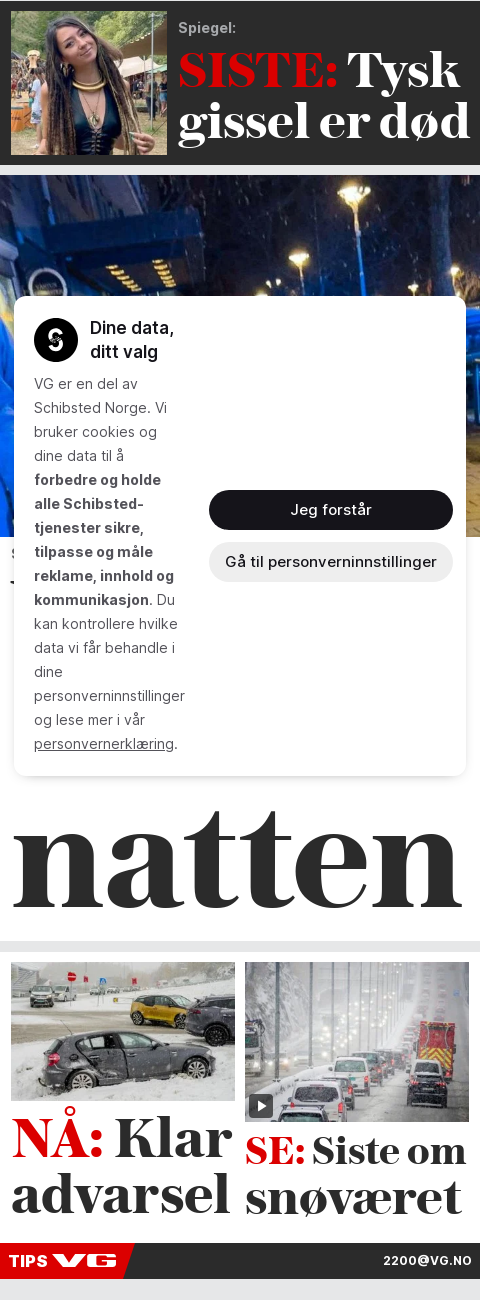 Spiegel:
SISTE: Tysk
gissel er død
Dine data,
ditt valg
VG er en del av
Schibsted Norge. Vi
bruker cookies og
dine data til å
forbedre og holde
alle Schibsted-
tjenester sikre,
tilpasse og måle
reklame, innhold og
kommunikasjon. Du
kan kontrollere hvilke
data vi får behandle i
dine
personverninnstillinger
og lese mer i vår
personvernerklæring.
Jeg forstår
Gå til personverninnstillinger
natten
NÅ: Klar
advarsel
SE: Siste om
snøværet
TIPS VG
2200@VG.NO